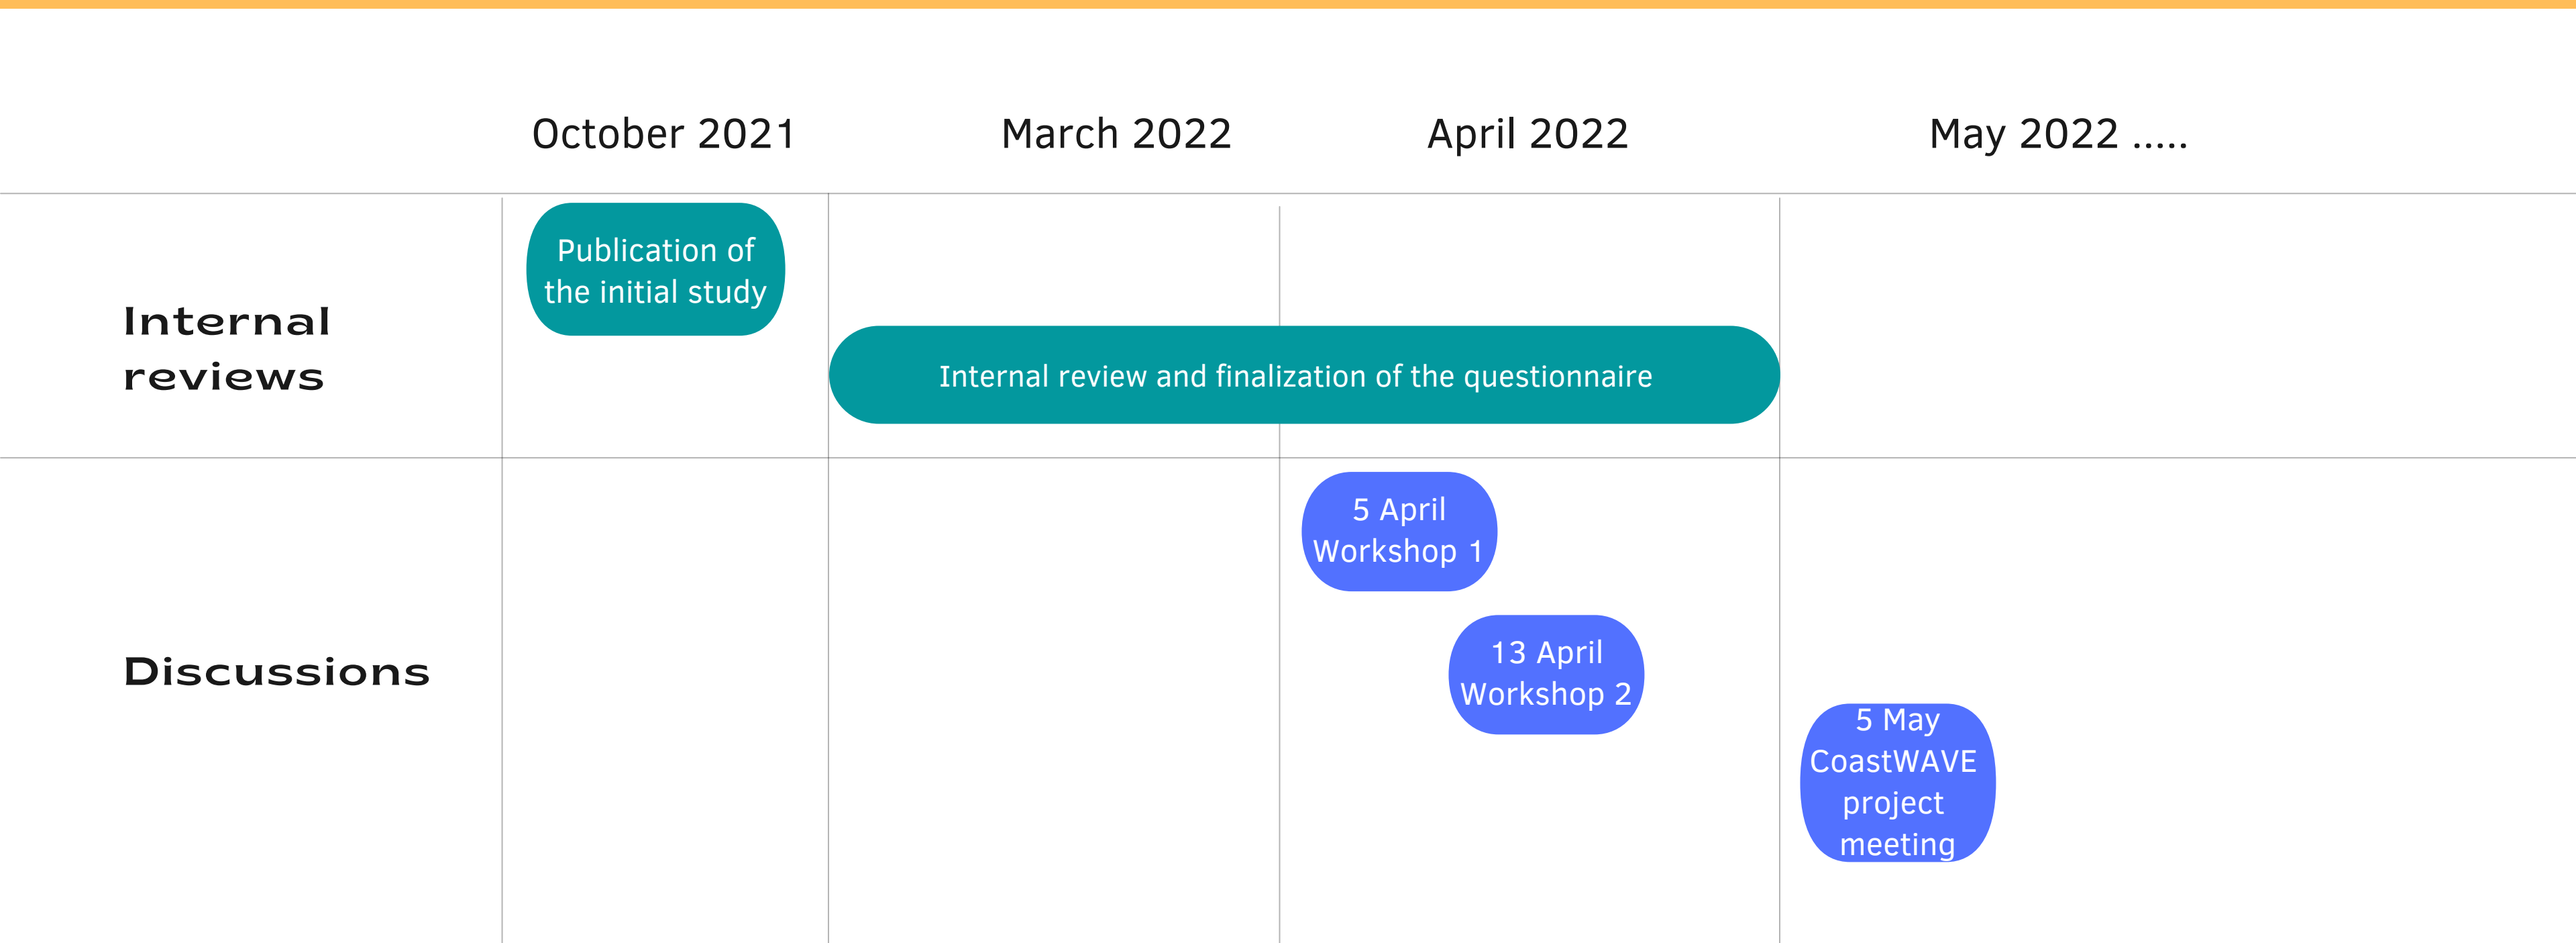 October 2021 March 2022 April 2022 May 2022 .....
Internal
reviews
Publication of
the initial study
Internal review and finalization of the questionnaire
Discussions
5 April
Workshop 1
13 April
Workshop 2
5 May
CoastWAVE
project
meeting